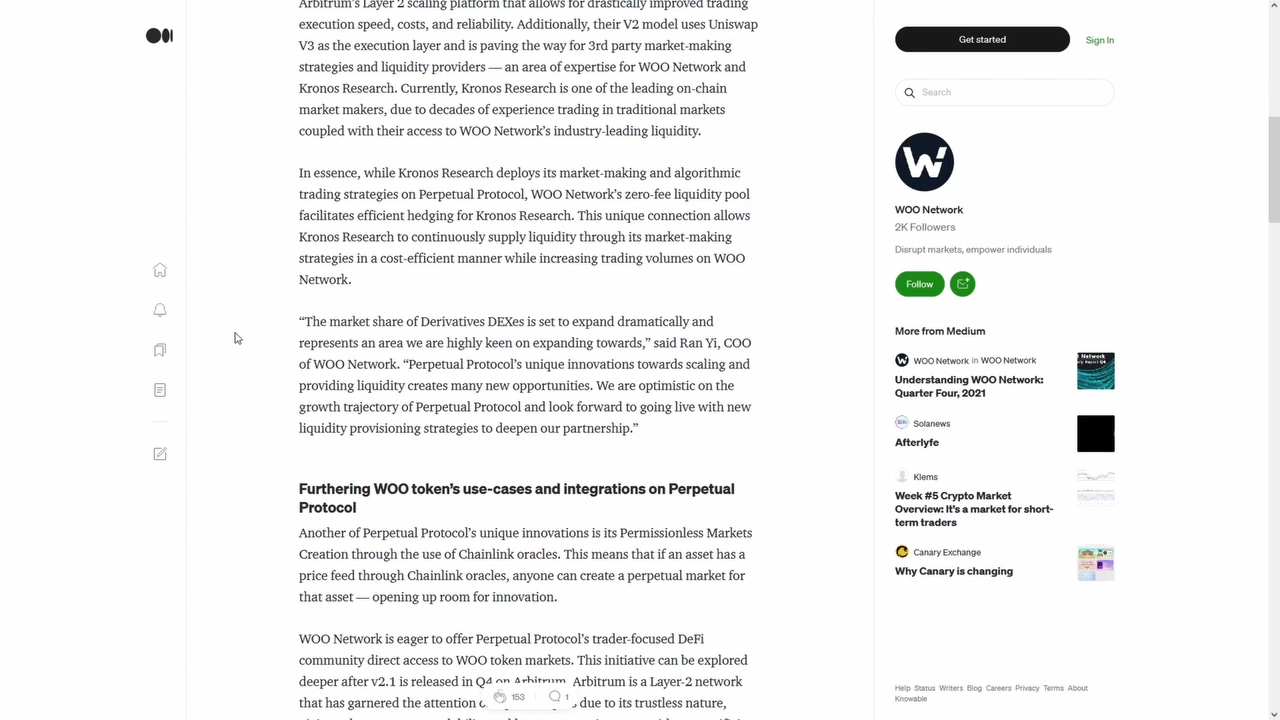 Arbitrum's Layer 2 scaling platform that allows for drastically improved trading
execution speed, costs, and reliability. Additionally, their V2 model uses Uniswap
V3 as the execution layer and is paving the way for 3rd party market-making
strategies and liquidity providers — an area of expertise for WOO Network and
Kronos Research. Currently, Kronos Research is one of the leading on-chain
market makers, due to decades of experience trading in traditional markets
coupled with their access to WOO Network's industry-leading liquidity.
In essence, while Kronos Research deploys its market-making and algorithmic
trading strategies on Perpetual Protocol, WOO Network's zero-fee liquidity pool
facilitates efficient hedging for Kronos Research. This unique connection allows
Kronos Research to continuously supply liquidity through its market-making
strategies in a cost-efficient manner while increasing trading volumes on WOO
Network.
“The market share of Derivatives DEXes is set to expand dramatically and
represents an area we are highly keen on expanding towards,” said Ran Yi, COO
of WOO Network. “Perpetual Protocol's unique innovations towards scaling and
providing liquidity creates many new opportunities. We are optimistic on the
growth trajectory of Perpetual Protocol and look forward to going live with new
liquidity provisioning strategies to deepen our partnership.”
Furthering WOO token's use-cases and integrations on Perpetual
Protocol
Another of Perpetual Protocol's unique innovations is its Permissionless Markets
Creation through the use of Chainlink oracles. This means that if an asset has a
price feed through Chainlink oracles, anyone can create a perpetual market for
that asset — opening up room for innovation.
WOO Network is eager to offer Perpetual Protocol's trader-focused DeFi
community direct access to WOO token markets. This initiative can be explored
deeper after v2.1 is released in Q4 on Arbitrum. Arbitrum is a Layer-2 network
that has garnered the attention of due to its trustless nature,
153 1
Get started Sign In
Search
WOO Network
2K Followers
Disrupt markets, empower individuals
Follow
More from Medium
WOO Network in WOO Network
Understanding WOO Network:
Quarter Four, 2021
Solanews
Afterlyfe
Klems
Week #5 Crypto Market
Overview: It's a market for short-
term traders
Canary Exchange
Why Canary is changing
Help Status Writers Blog Careers Privacy Terms About
Knowable